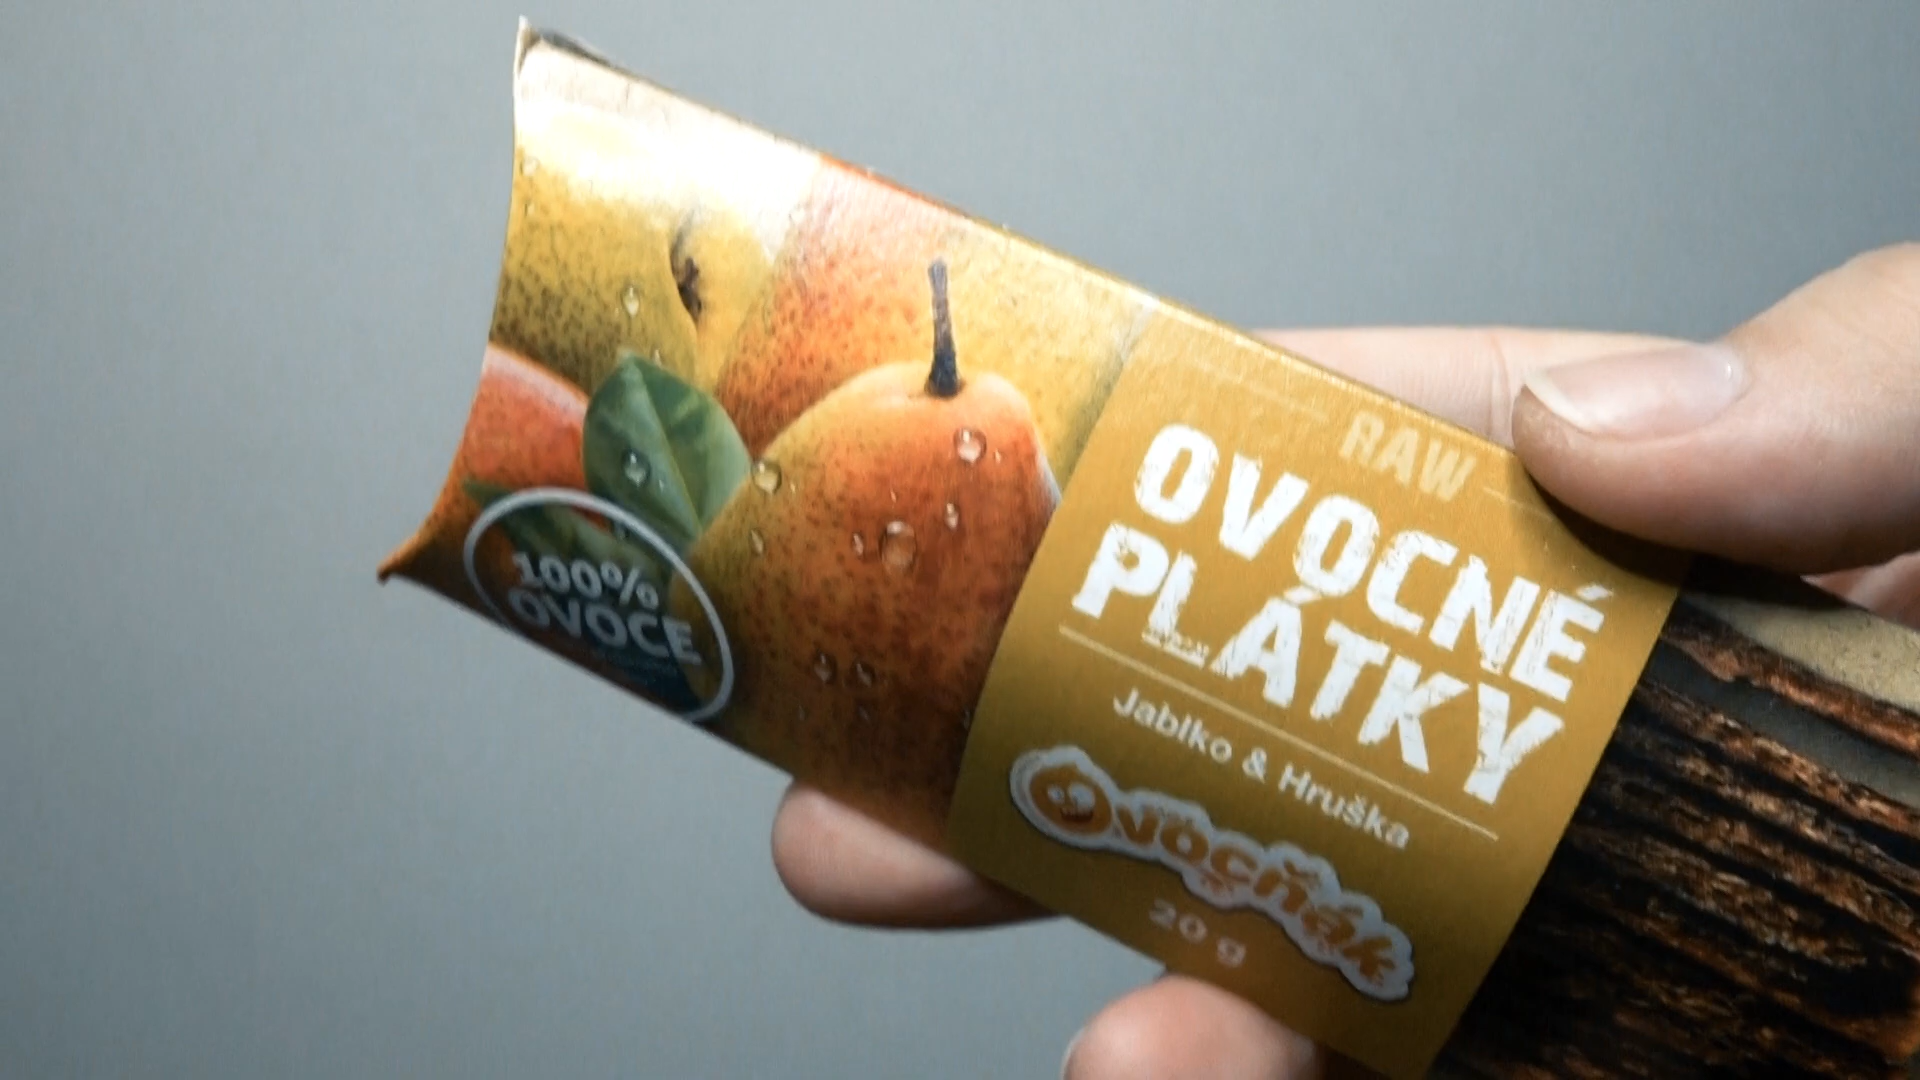 100%
OVOCE
RAW
OVOCNÉ
PLÁTKY
Jablko & Hruška
Ovocňák
20 g